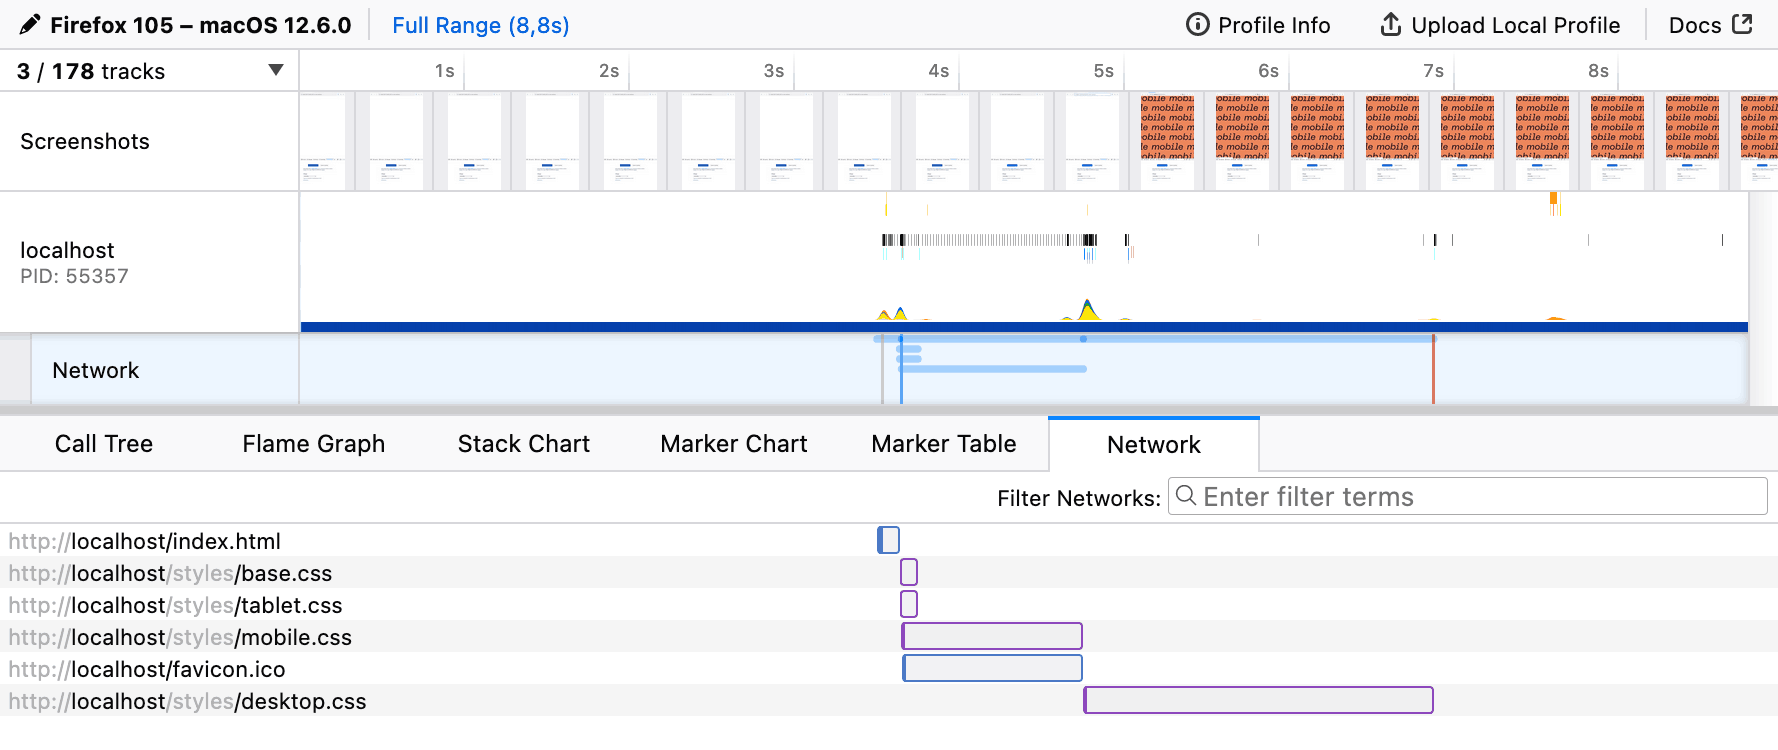 Firefox 105 – macOS 12.6.0 Full Range (8,8s) Profile Info Upload Local Profile Docs
3 / 178 tracks 1s 2s 3s 4s 5s 6s 7s 8s
Screenshots
localhost
PID: 55357
Network
Call Tree Flame Graph Stack Chart Marker Chart Marker Table Network
Filter Networks: Enter filter terms
http://localhost/index.html
http://localhost/styles/base.css
http://localhost/styles/tablet.css
http://localhost/styles/mobile.css
http://localhost/favicon.ico
http://localhost/styles/desktop.css